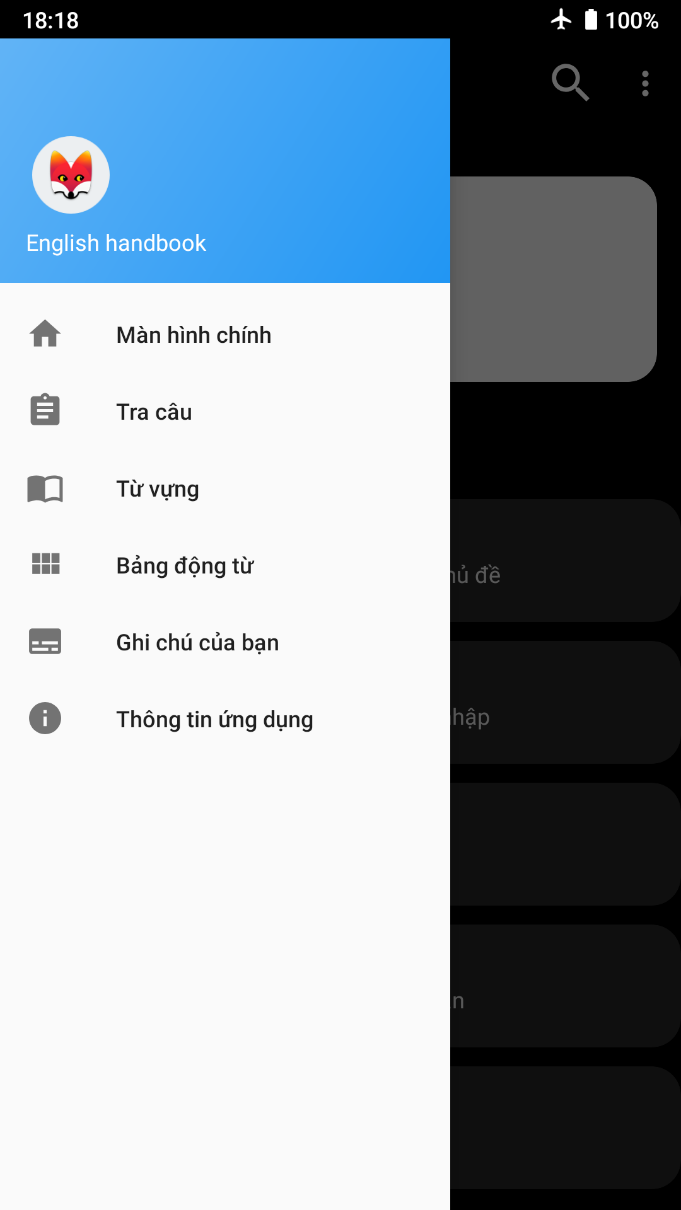 18:18
100%
English handbook
Màn hình chính
Tra câu
Từ vựng
Bảng động từ
Ghi chú của bạn
Thông tin ứng dụng
đề